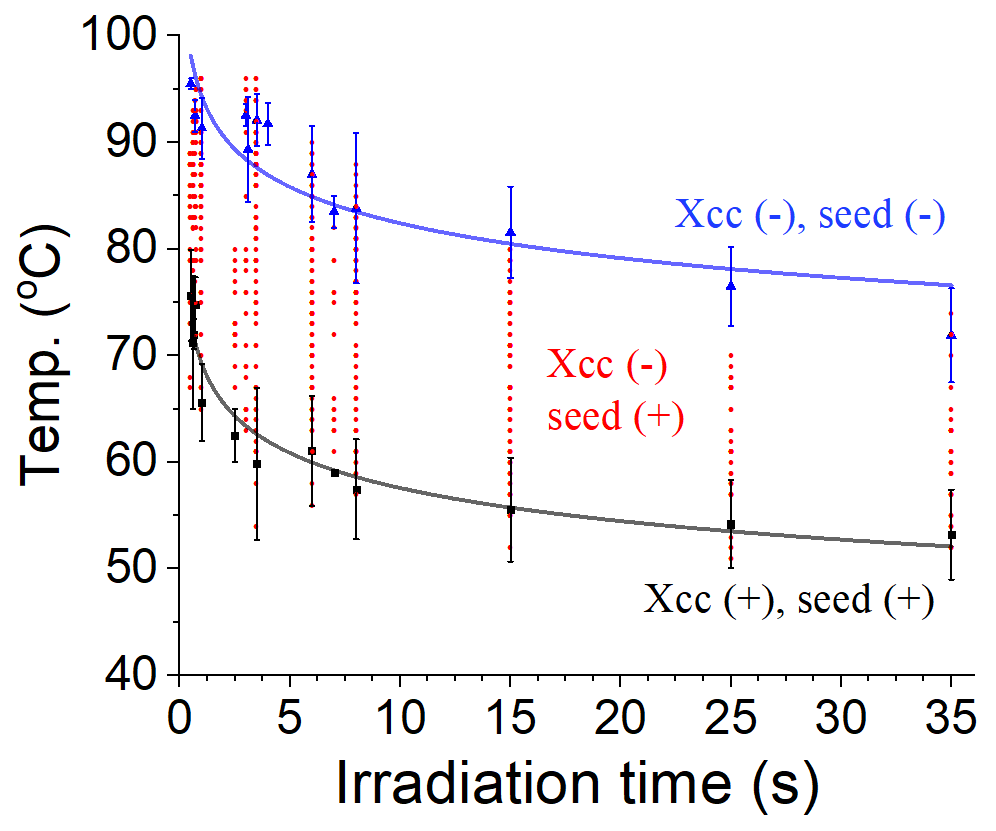 100
90
80
70
60
50
40
Temp. (ºC)
Xcc (-), seed (-)
Xcc (-)
seed (+)
Xcc (+), seed (+)
0 5 10 15 20 25 30 35
Irradiation time (s)